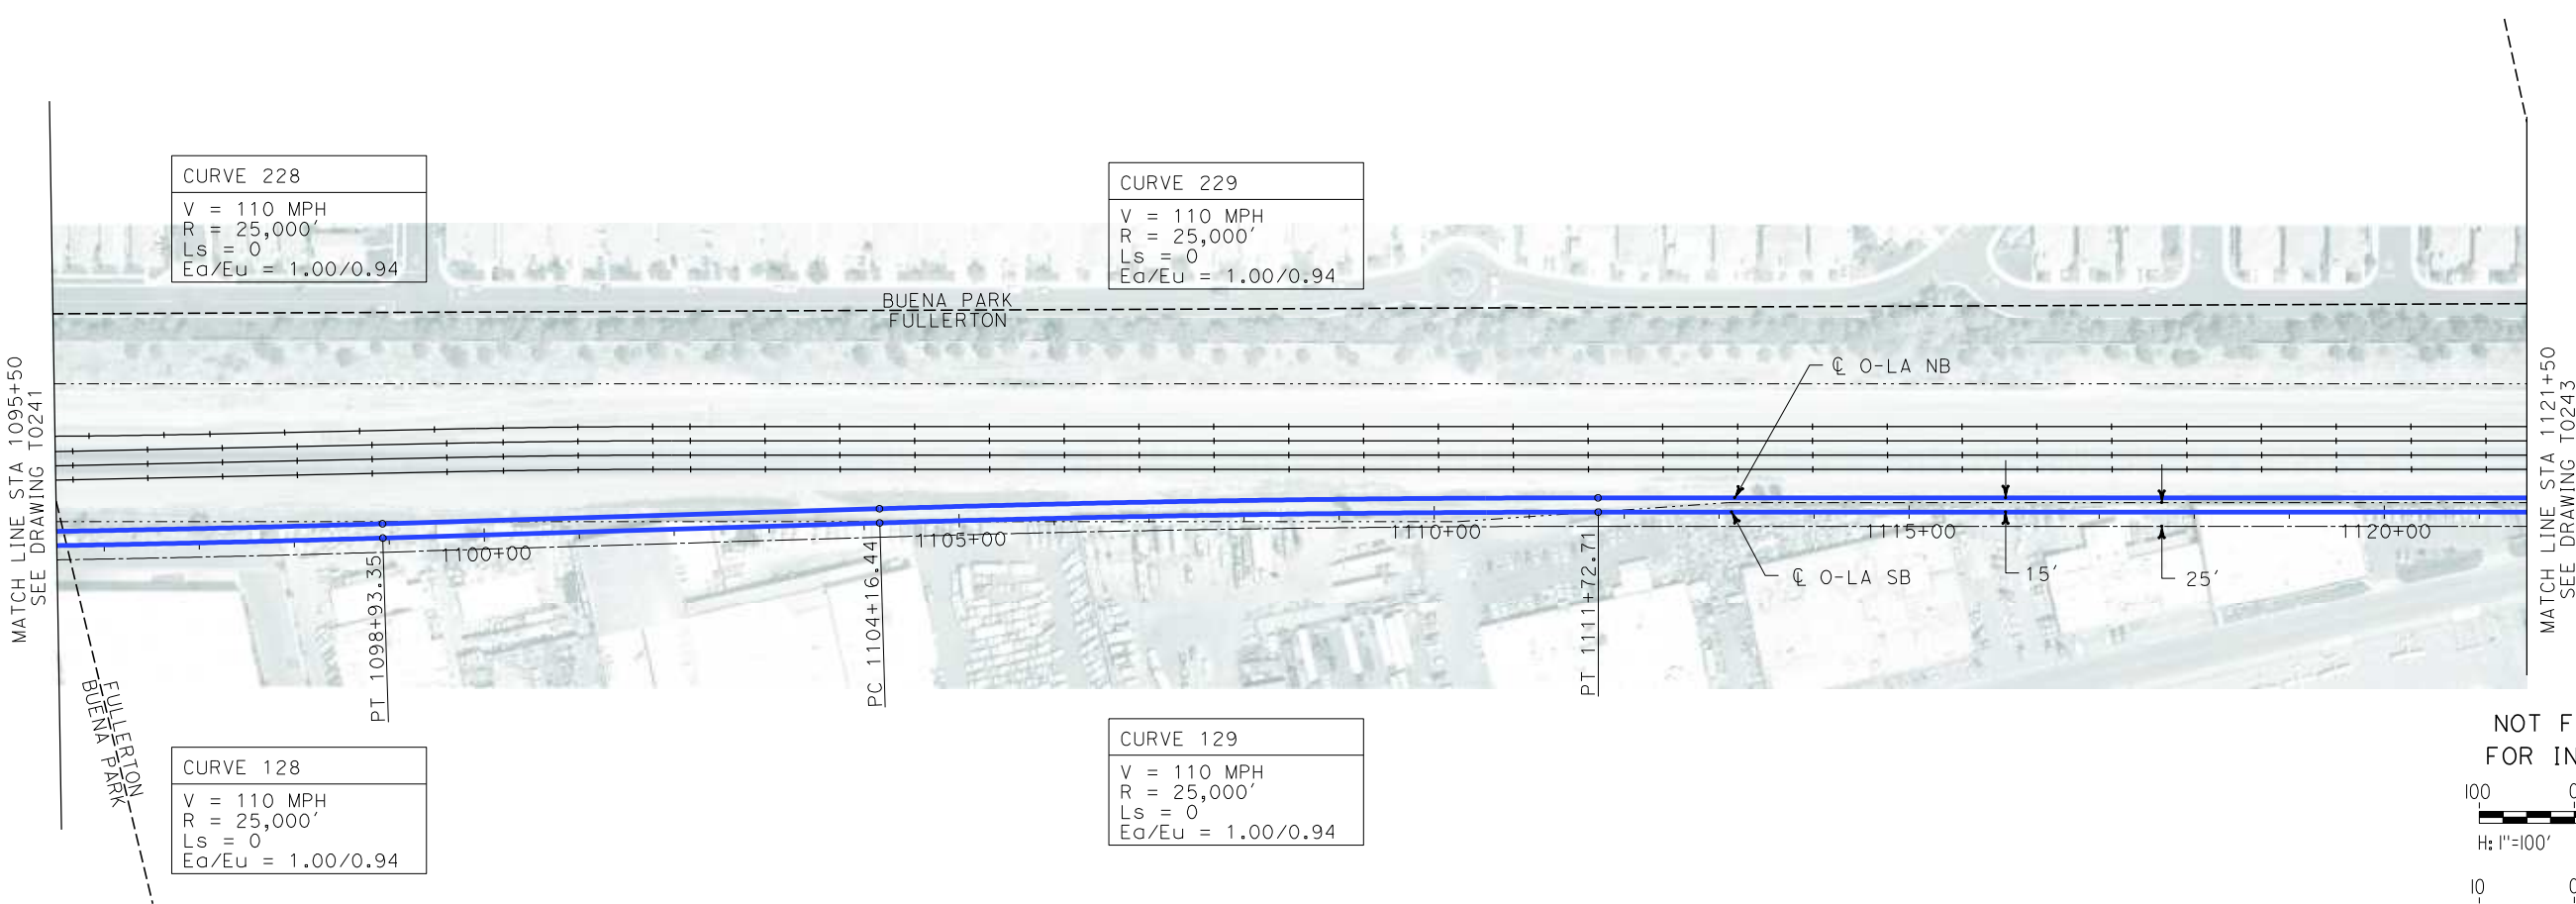 CURVE 228
V = 110 MPH
R = 25,000'
Ls = 0
Ea/Eu = 1.00/0.94
CURVE 229
V = 110 MPH
R = 25,000'
Ls = 0
Ea/Eu = 1.00/0.94
BUENA PARK
FULLERTON
MATCH LINE STA 1095+50
SEE DRAWING T0241
℄ O-LA NB
MATCH LINE STA 1121+50
SEE DRAWING T0243
1100+00
1105+00
1110+00
1115+00
1120+00
PT 1098+93.35
PC 1104+16.44
PT 1111+72.71
℄ O-LA SB
15'
25'
FULLERTON
BUENA PARK
CURVE 128
V = 110 MPH
R = 25,000'
Ls = 0
Ea/Eu = 1.00/0.94
CURVE 129
V = 110 MPH
R = 25,000'
Ls = 0
Ea/Eu = 1.00/0.94
NOT F
FOR IN
100 0
H: 1"=100'
10 0